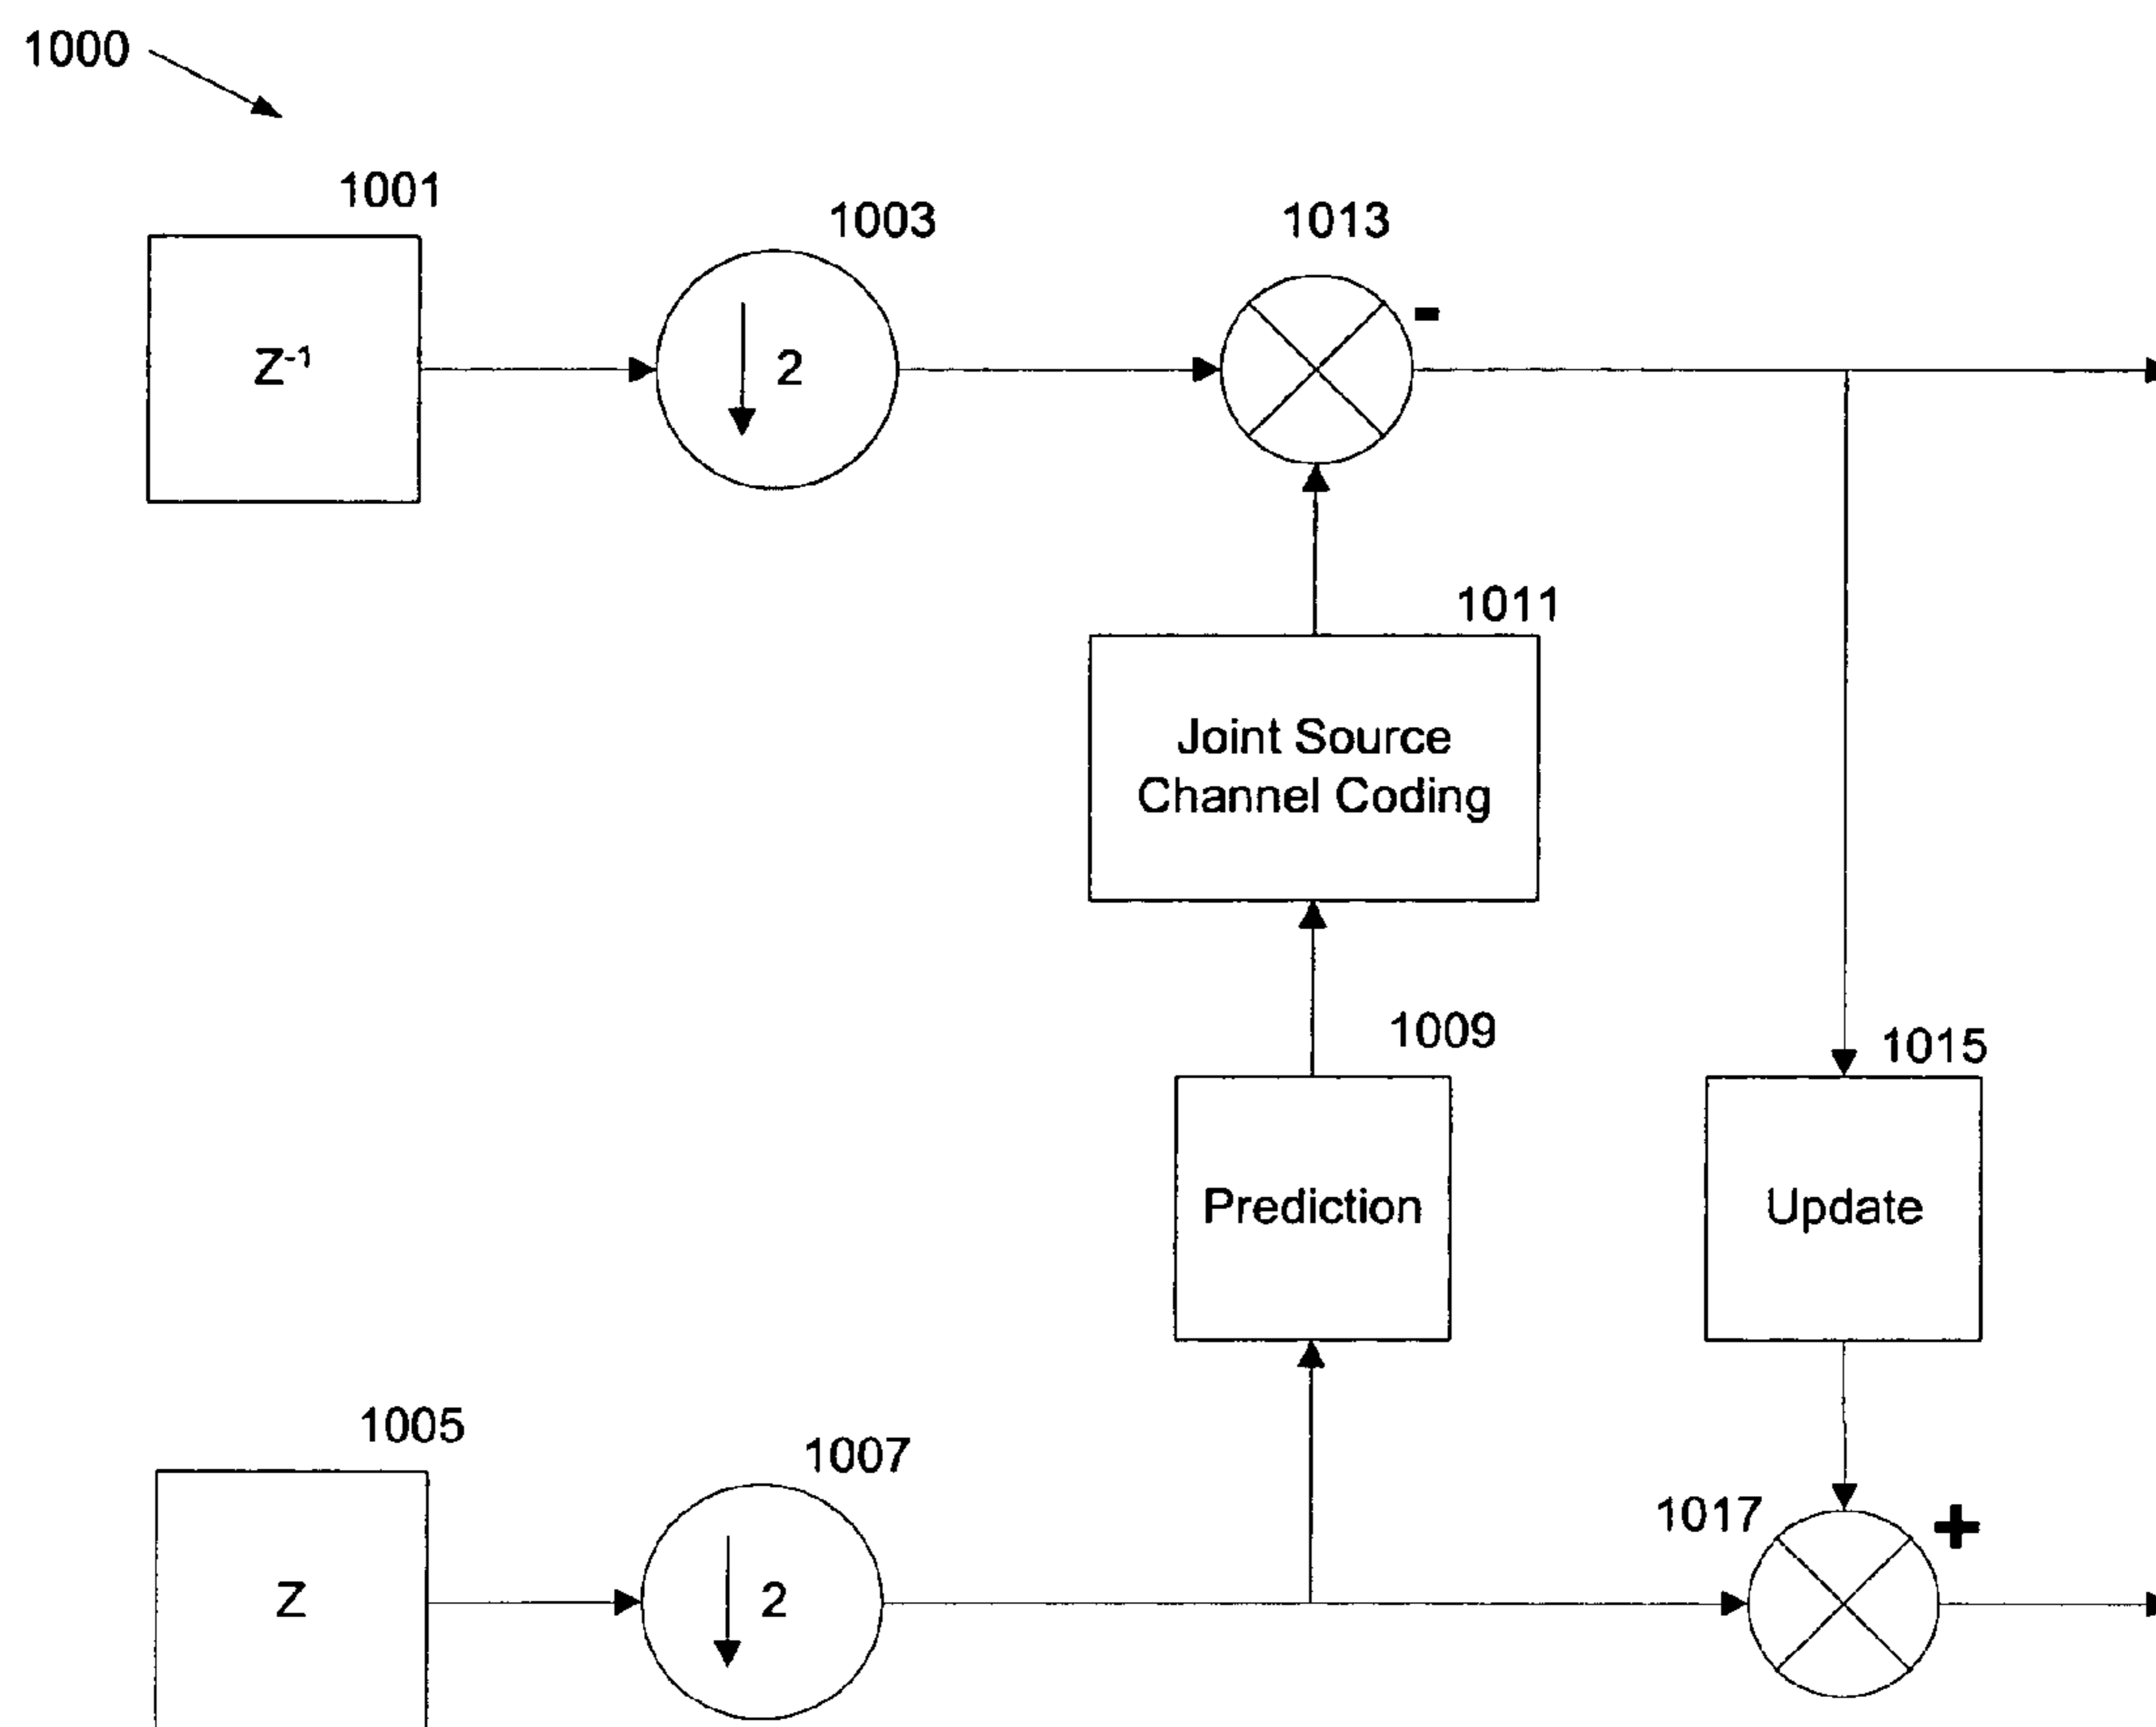 1000
1001
1003
1013
Z-1
2
-
1011
Joint Source
Channel Coding
1009
1015
Prediction
Update
1005
1007
1017
+
Z
2